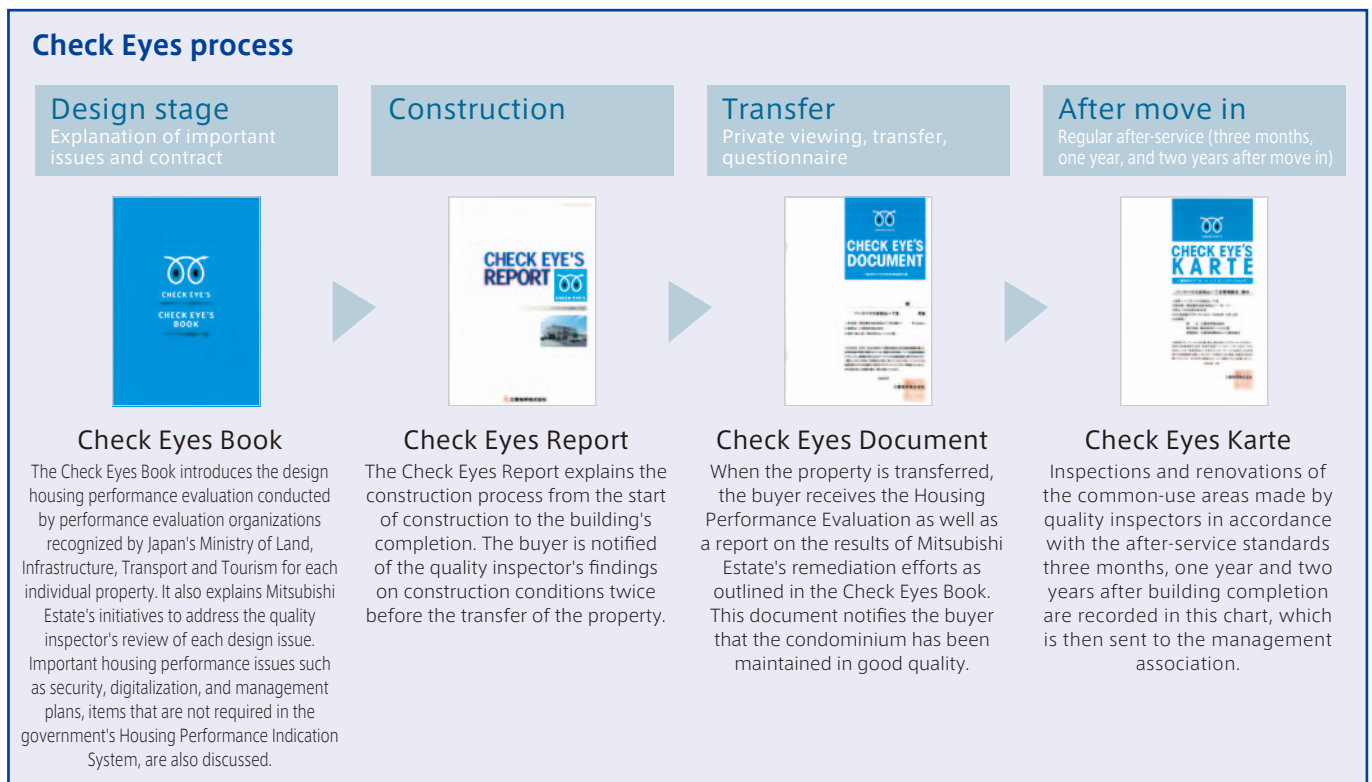 Check Eyes process
Design stage
Explanation of important
issues and contract
Construction
Transfer
Private viewing, transfer,
questionnaire
After move in
Regular after-service (three months,
one year, and two years after move in)
CHECK EYE'S
CHECK EYE'S
BOOK
CHECK EYE'S
REPORT
CHECK EYE'S
DOCUMENT
CHECK EYE'S
KARTE
Check Eyes Book
The Check Eyes Book introduces the design
housing performance evaluation conducted
by performance evaluation organizations
recognized by Japan's Ministry of Land,
Infrastructure, Transport and Tourism for each
individual property. It also explains Mitsubishi
Estate's initiatives to address the quality
inspector's review of each design issue.
Important housing performance issues such
as security, digitalization, and management
plans, items that are not required in the
government's Housing Performance Indication
System, are also discussed.
Check Eyes Report
The Check Eyes Report explains the
construction process from the start
of construction to the building's
completion. The buyer is notified
of the quality inspector's findings
on construction conditions twice
before the transfer of the property.
Check Eyes Document
When the property is transferred,
the buyer receives the Housing
Performance Evaluation as well as
a report on the results of Mitsubishi
Estate's remediation efforts as
outlined in the Check Eyes Book.
This document notifies the buyer
that the condominium has been
maintained in good quality.
Check Eyes Karte
Inspections and renovations of
the common-use areas made by
quality inspectors in accordance
with the after-service standards
three months, one year and two
years after building completion
are recorded in this chart, which
is then sent to the management
association.